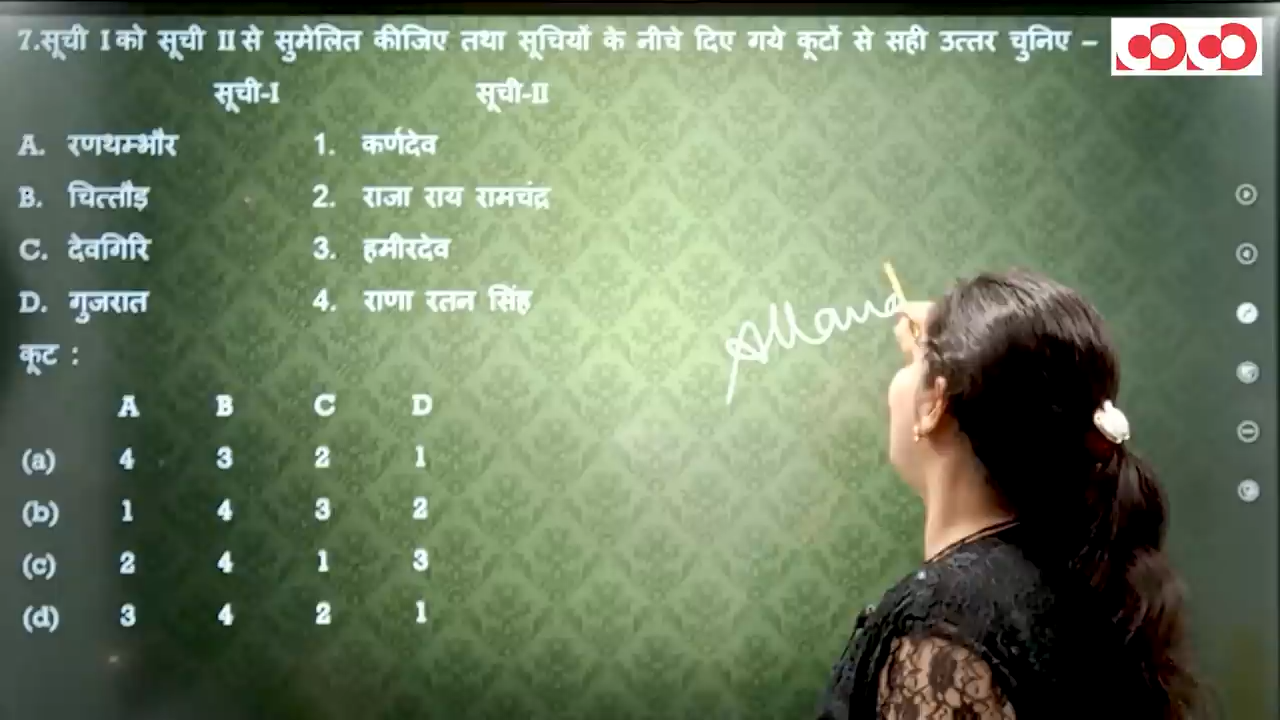 7.सूची I को सूची II से सुमेलित कीजिए तथा सूचियों के नीचे दिए गये कूटों से सही उत्तर चुनिए –
सूची-I सूची-II
A. रणथम्भौर 1. कर्णदेव
B. चित्तौड़ 2. राजा राय रामचंद्र
C. देवगिरि 3. हमीरदेव
D. गुजरात 4. राणा रतन सिंह
कूट :
A B C D
(a) 4 3 2 1
(b) 1 4 3 2
(c) 2 4 1 3
(d) 3 4 2 1